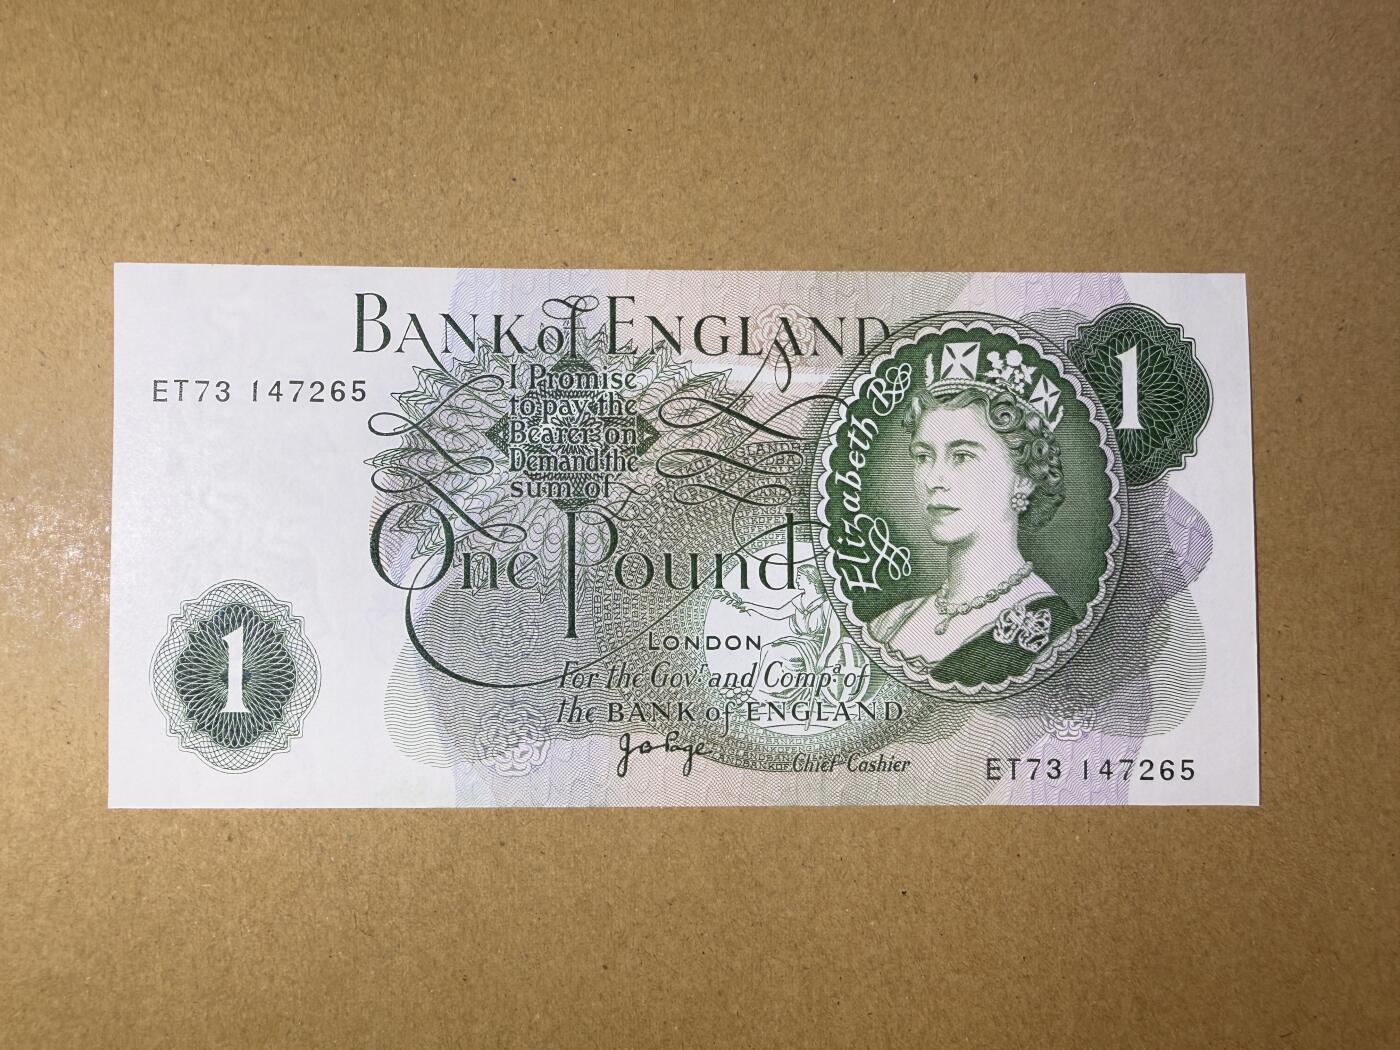 BANK of ENGLAND
I Promise
to pay the
Bearer on
Demand the
sum of
One Pound
ET73 147265
Elizabeth R
1
1
LONDON
For the Govʳ and Compᵃ of
the BANK of ENGLAND
Chief Cashier
ET73 147265